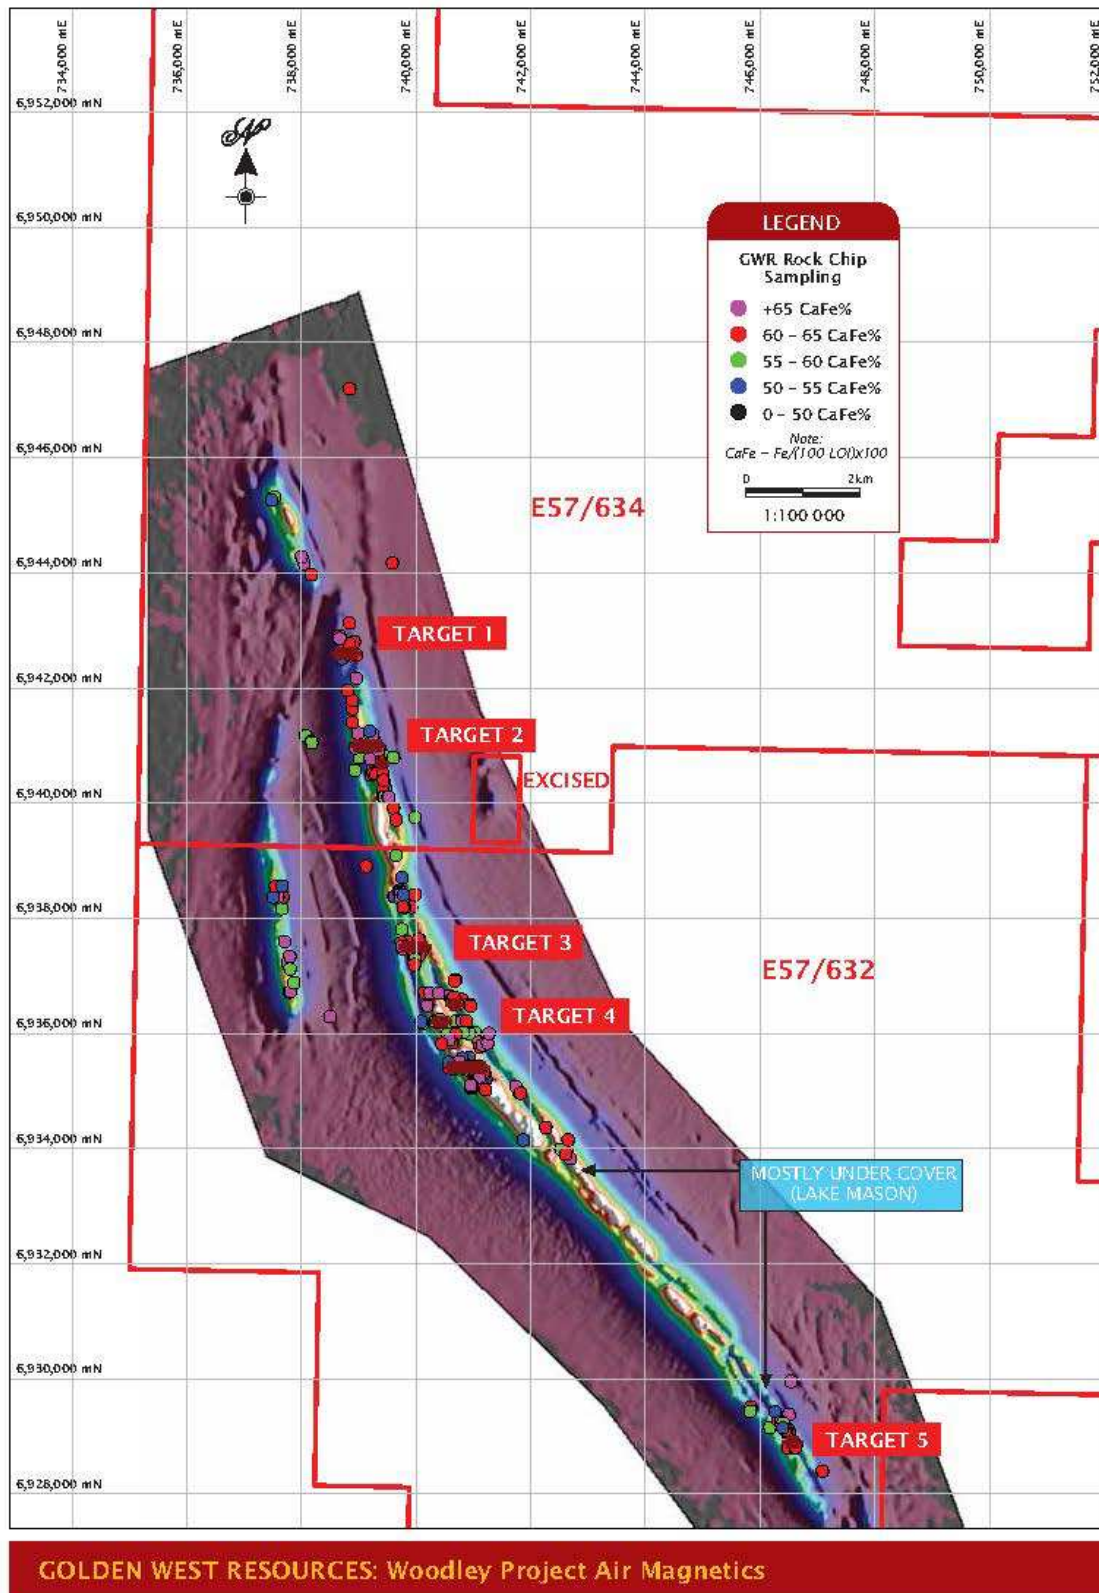 734,000 mE
736,000 mE
738,000 mE
740,000 mE
742,000 mE
744,000 mE
746,000 mE
748,000 mE
750,000 mE
6,952,000 mN
6,950,000 mN
LEGEND
GWR Rock Chip
Sampling
+65 CaFe%
60 – 65 CaFe%
55 – 60 CaFe%
50 – 55 CaFe%
0 – 50 CaFe%
Note:
CaFe – Fe/(100 LOI)x100
0 2km
1:100 000
6,948,000 mN
6,946,000 mN
E57/634
6,944,000 mN
TARGET 1
6,942,000 mN
TARGET 2
EXCISED
6,940,000 mN
6,938,000 mN
TARGET 3
E57/632
6,936,000 mN
TARGET 4
6,934,000 mN
MOSTLY UNDER COVER
(LAKE MASON)
6,932,000 mN
6,930,000 mN
TARGET 5
6,928,000 mN
GOLDEN WEST RESOURCES: Woodley Project Air Magnetics